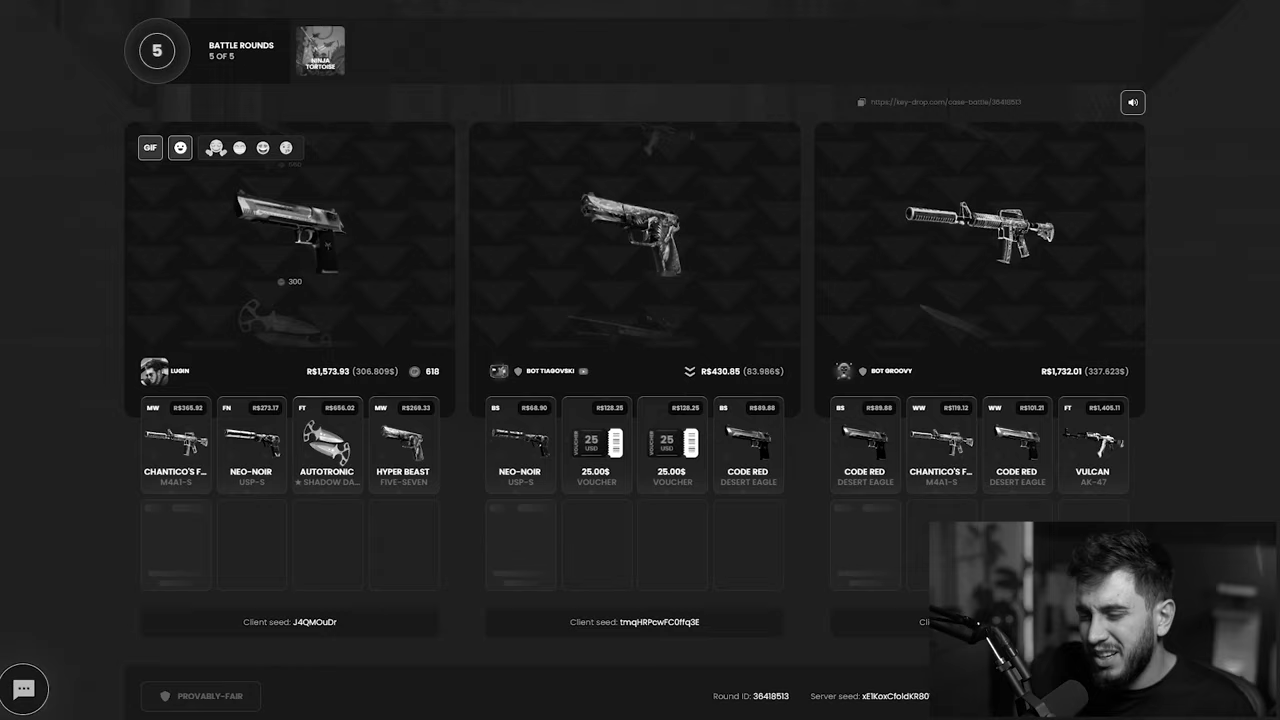 5
BATTLE ROUNDS
5 OF 5
NINJA
TORTOISE
https://key-drop.com/case-battle/36418513
GIF
300
LUGIN
R$1,573.93 (306.809$)
618
BOT TIAGOVSKI
R$430.85 (83.986$)
BOT GROOVY
R$1,732.01 (337.623$)
MW R$365.92
CHANTICO'S F...
M4A1-S
FN R$273.17
NEO-NOIR
USP-S
FT R$656.02
AUTOTRONIC
★ SHADOW DA...
MW R$269.33
HYPER BEAST
FIVE-SEVEN
BS R$68.90
NEO-NOIR
USP-S
R$128.25
VOUCHER
25
USD
25.00$
VOUCHER
R$128.25
VOUCHER
25
USD
25.00$
VOUCHER
BS R$89.88
CODE RED
DESERT EAGLE
BS R$89.88
CODE RED
DESERT EAGLE
WW R$119.12
CHANTICO'S F...
M4A1-S
WW R$101.21
CODE RED
DESERT EAGLE
FT R$1,405.11
VULCAN
AK-47
Client seed: J4QMOuDr
Client seed: tmqHRPcwFC0ffq3E
Cli
PROVABLY-FAIR
Round ID: 36418513
Server seed: xE1KoxCfoldKR80